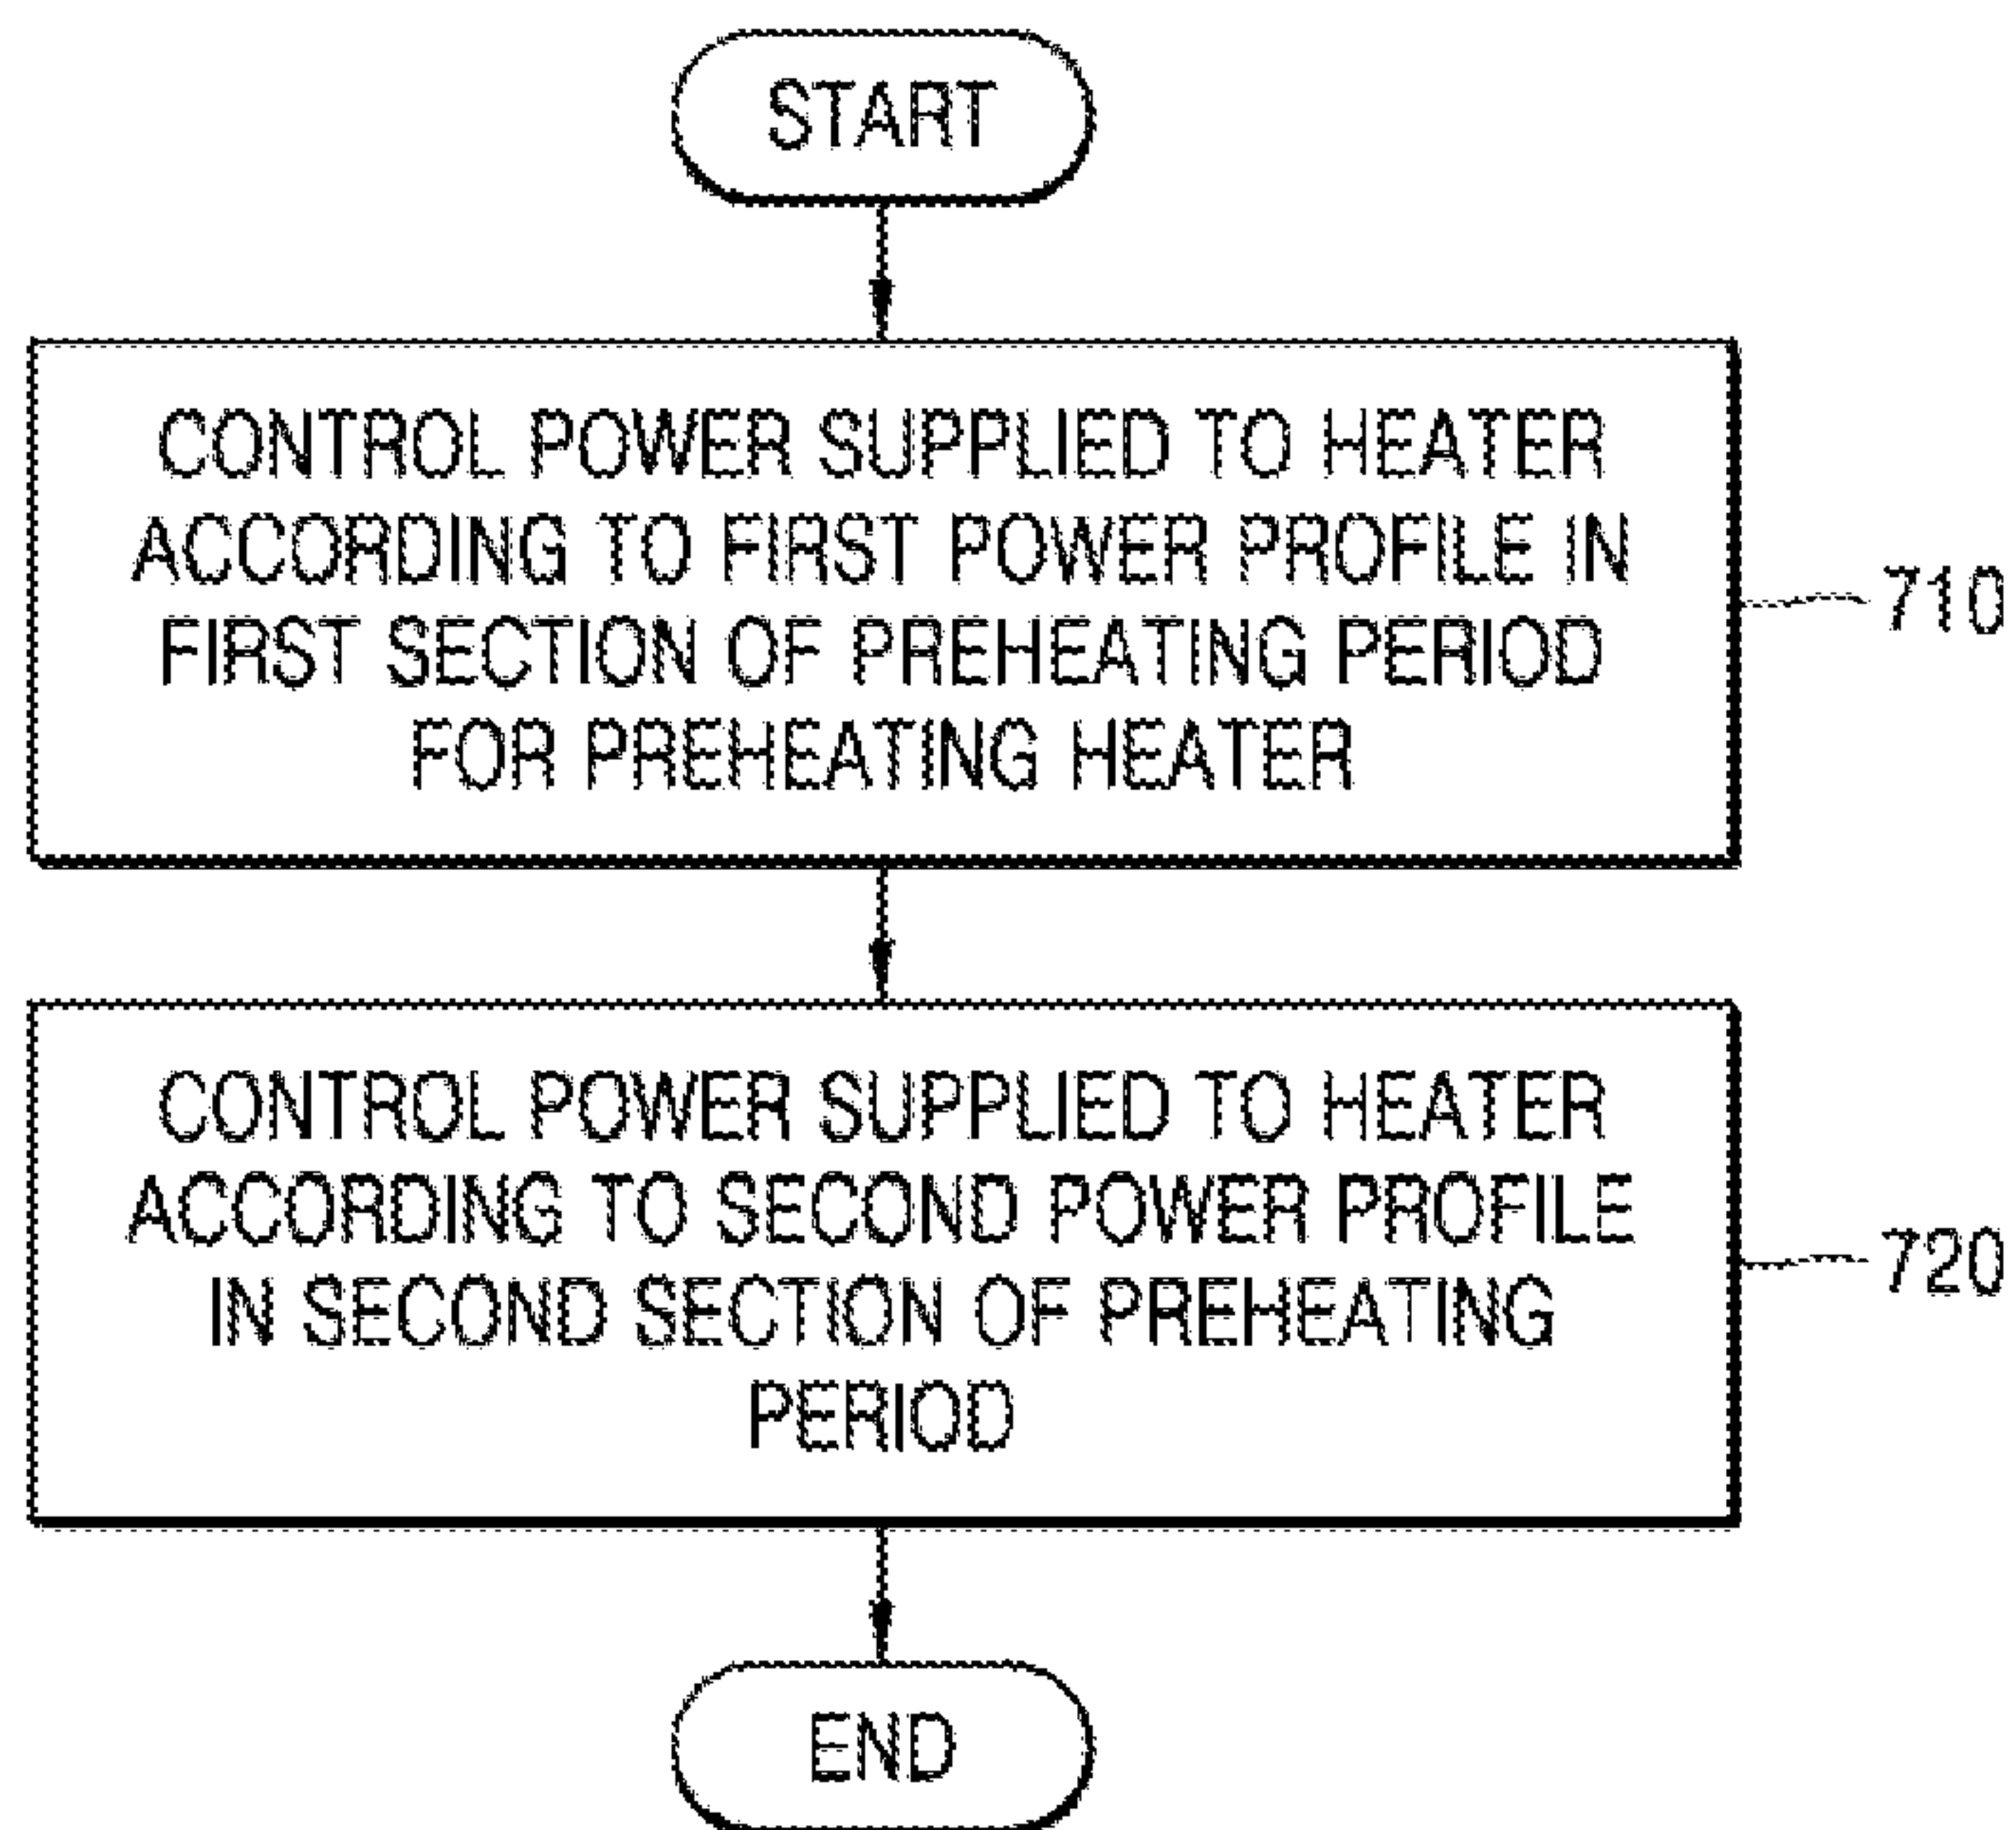 START
CONTROL POWER SUPPLIED TO HEATER
ACCORDING TO FIRST POWER PROFILE IN
FIRST SECTION OF PREHEATING PERIOD
FOR PREHEATING HEATER
710
CONTROL POWER SUPPLIED TO HEATER
ACCORDING TO SECOND POWER PROFILE
IN SECOND SECTION OF PREHEATING
PERIOD
720
END